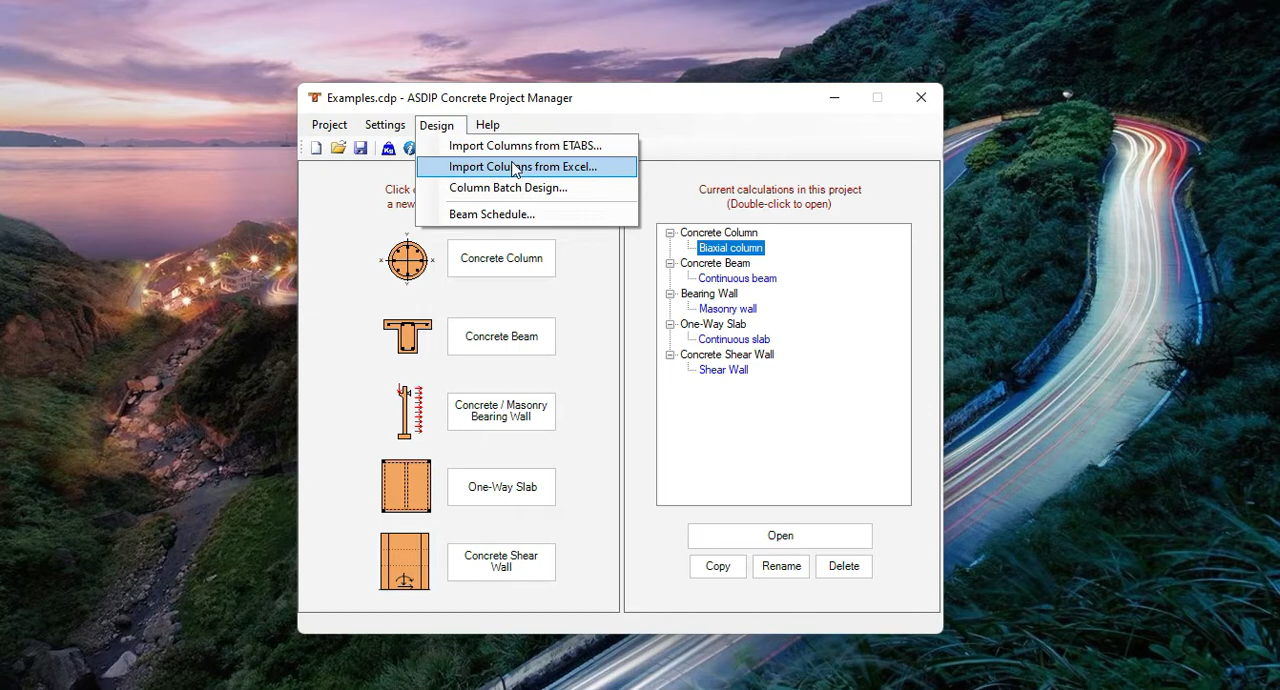 Examples.cdp - ASDIP Concrete Project Manager
Project Settings Design Help
Import Columns from ETABS...
Import Columns from Excel...
Column Batch Design...
Beam Schedule...
Click
a new
Concrete Column
Concrete Beam
Concrete / Masonry
Bearing Wall
One-Way Slab
Concrete Shear
Wall
Current calculations in this project
(Double-click to open)
Concrete Column
Biaxial column
Concrete Beam
Continuous beam
Bearing Wall
Masonry wall
One-Way Slab
Continuous slab
Concrete Shear Wall
Shear Wall
Open
Copy Rename Delete